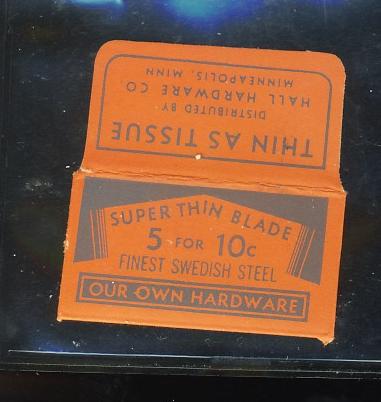 THIN AS TISSUE
DISTRIBUTED BY
HALL HARDWARE CO
MINNEAPOLIS, MINN
SUPER THIN BLADE
5 FOR 10c
FINEST SWEDISH STEEL
OUR OWN HARDWARE